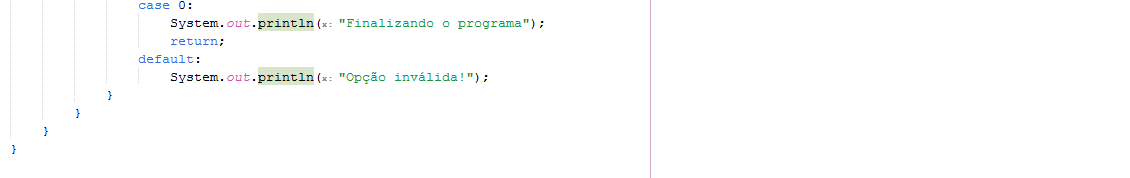 case 0:
System.out.println(x: "Finalizando o programa");
return;
default:
System.out.println(x: "Opção inválida!");
}
}
}
}